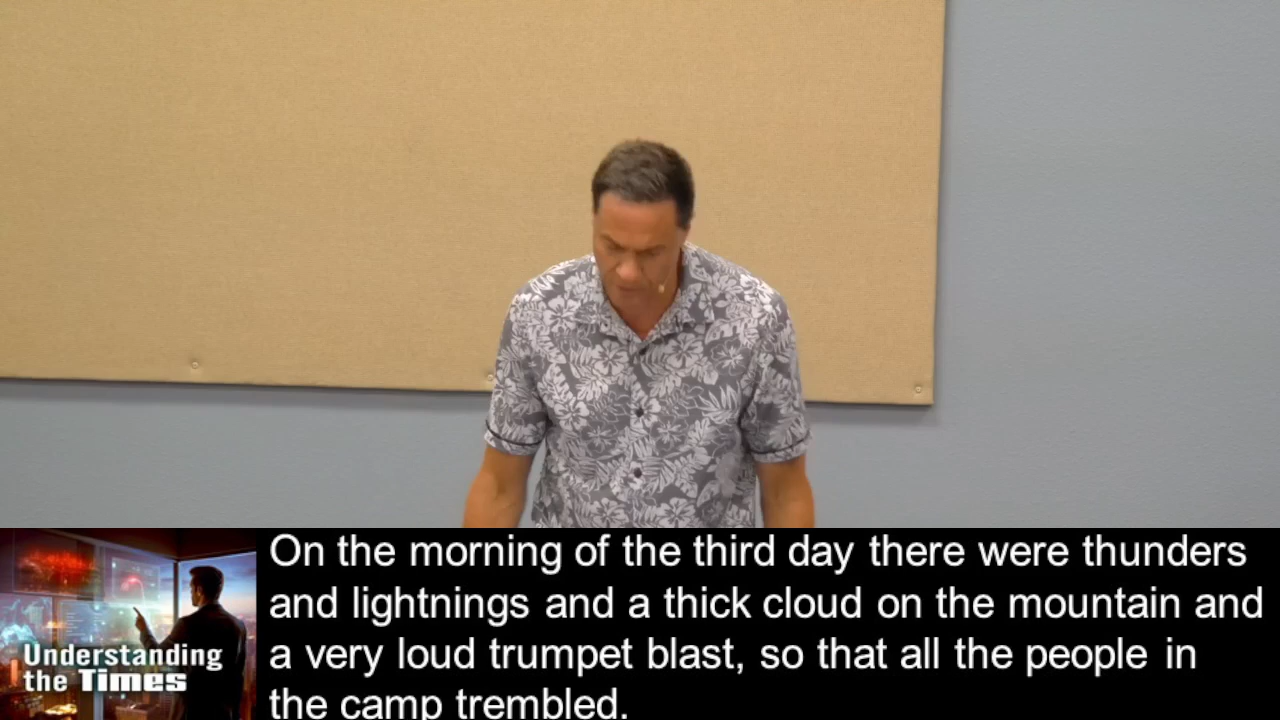 On the morning of the third day there were thunders
and lightnings and a thick cloud on the mountain and
a very loud trumpet blast, so that all the people in
the camp trembled.
Understanding
the Times